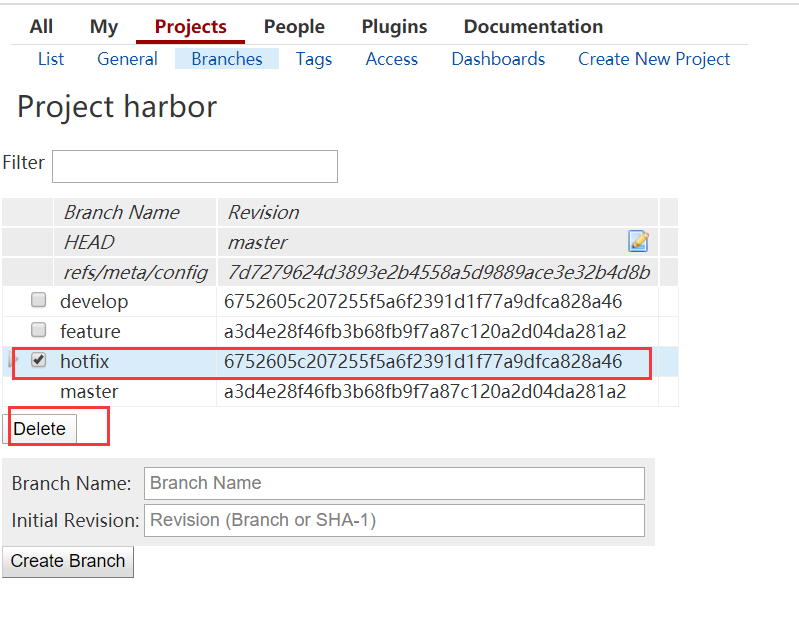 All My Projects People Plugins Documentation
List General Branches Tags Access Dashboards Create New Project
Project harbor
Filter
Branch Name Revision
HEAD master
refs/meta/config 7d7279624d3893e2b4558a5d9889ace3e32b4d8b
develop 6752605c207255f5a6f2391d1f77a9dfca828a46
feature a3d4e28f46fb3b68fb9f7a87c120a2d04da281a2
hotfix 6752605c207255f5a6f2391d1f77a9dfca828a46
master a3d4e28f46fb3b68fb9f7a87c120a2d04da281a2
Delete
Branch Name: Branch Name
Initial Revision: Revision (Branch or SHA-1)
Create Branch